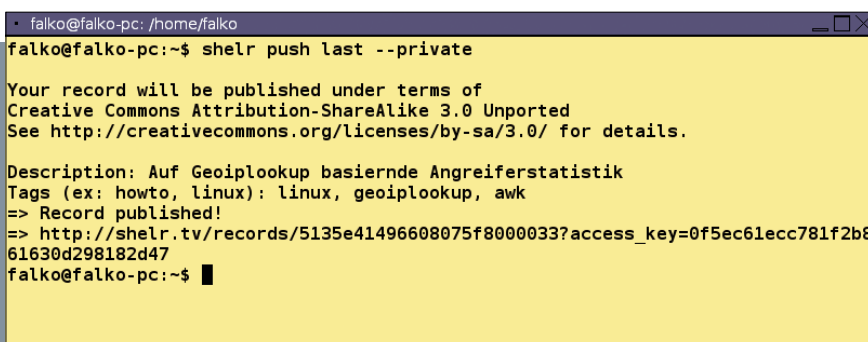 falko@falko-pc: /home/falko
falko@falko-pc:~$ shelr push last --private
Your record will be published under terms of
Creative Commons Attribution-ShareAlike 3.0 Unported
See http://creativecommons.org/licenses/by-sa/3.0/ for details.
Description: Auf Geoiplookup basiernde Angreiferstatistik
Tags (ex: howto, linux): linux, geoiplookup, awk
=> Record published!
=> http://shelr.tv/records/5135e41496608075f8000033?access_key=0f5ec61ecc781f2b8
61630d298182d47
falko@falko-pc:~$